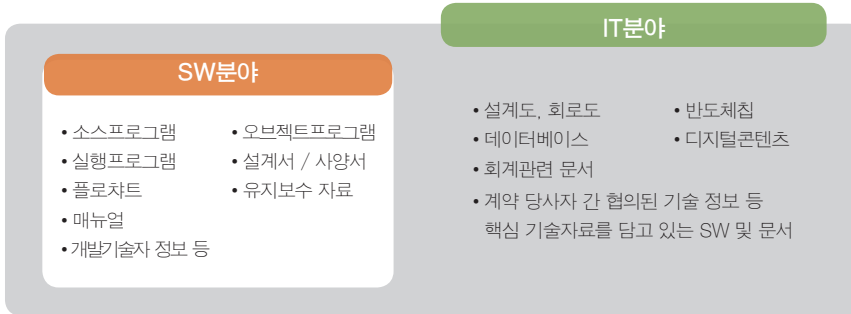 IT분야
SW분야
• 소스프로그램
• 오브젝트프로그램
• 실행프로그램
• 설계서 / 사양서
• 플로챠트
• 유지보수 자료
• 매뉴얼
• 개발기술자 정보 등
• 설계도, 회로도
• 반도체칩
• 데이터베이스
• 디지털콘텐츠
• 회계관련 문서
• 계약 당사자 간 협의된 기술 정보 등
핵심 기술자료를 담고 있는 SW 및 문서